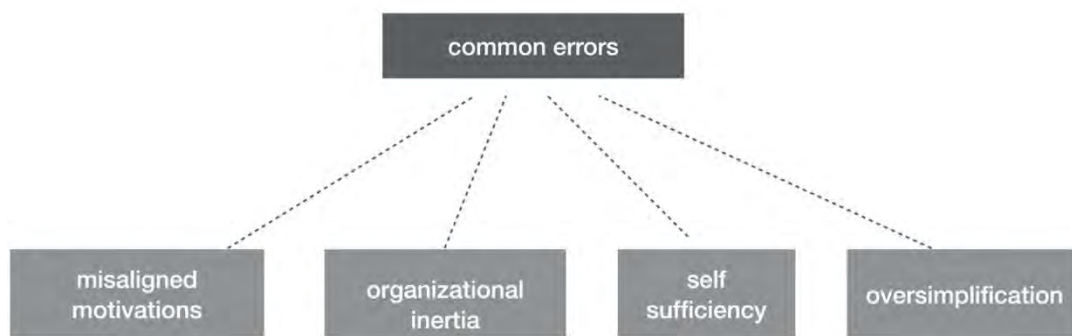 common errors
misaligned
motivations
organizational
inertia
self
sufficiency
oversimplification